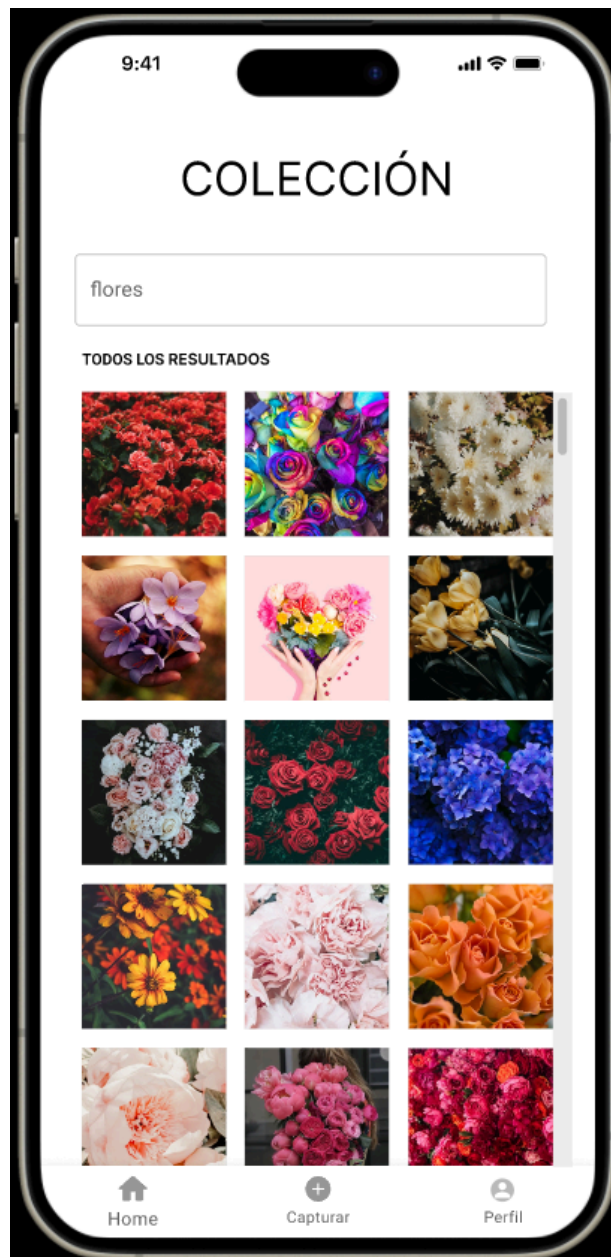 9:41
COLECCIÓN
flores
TODOS LOS RESULTADOS
Home
Capturar
Perfil